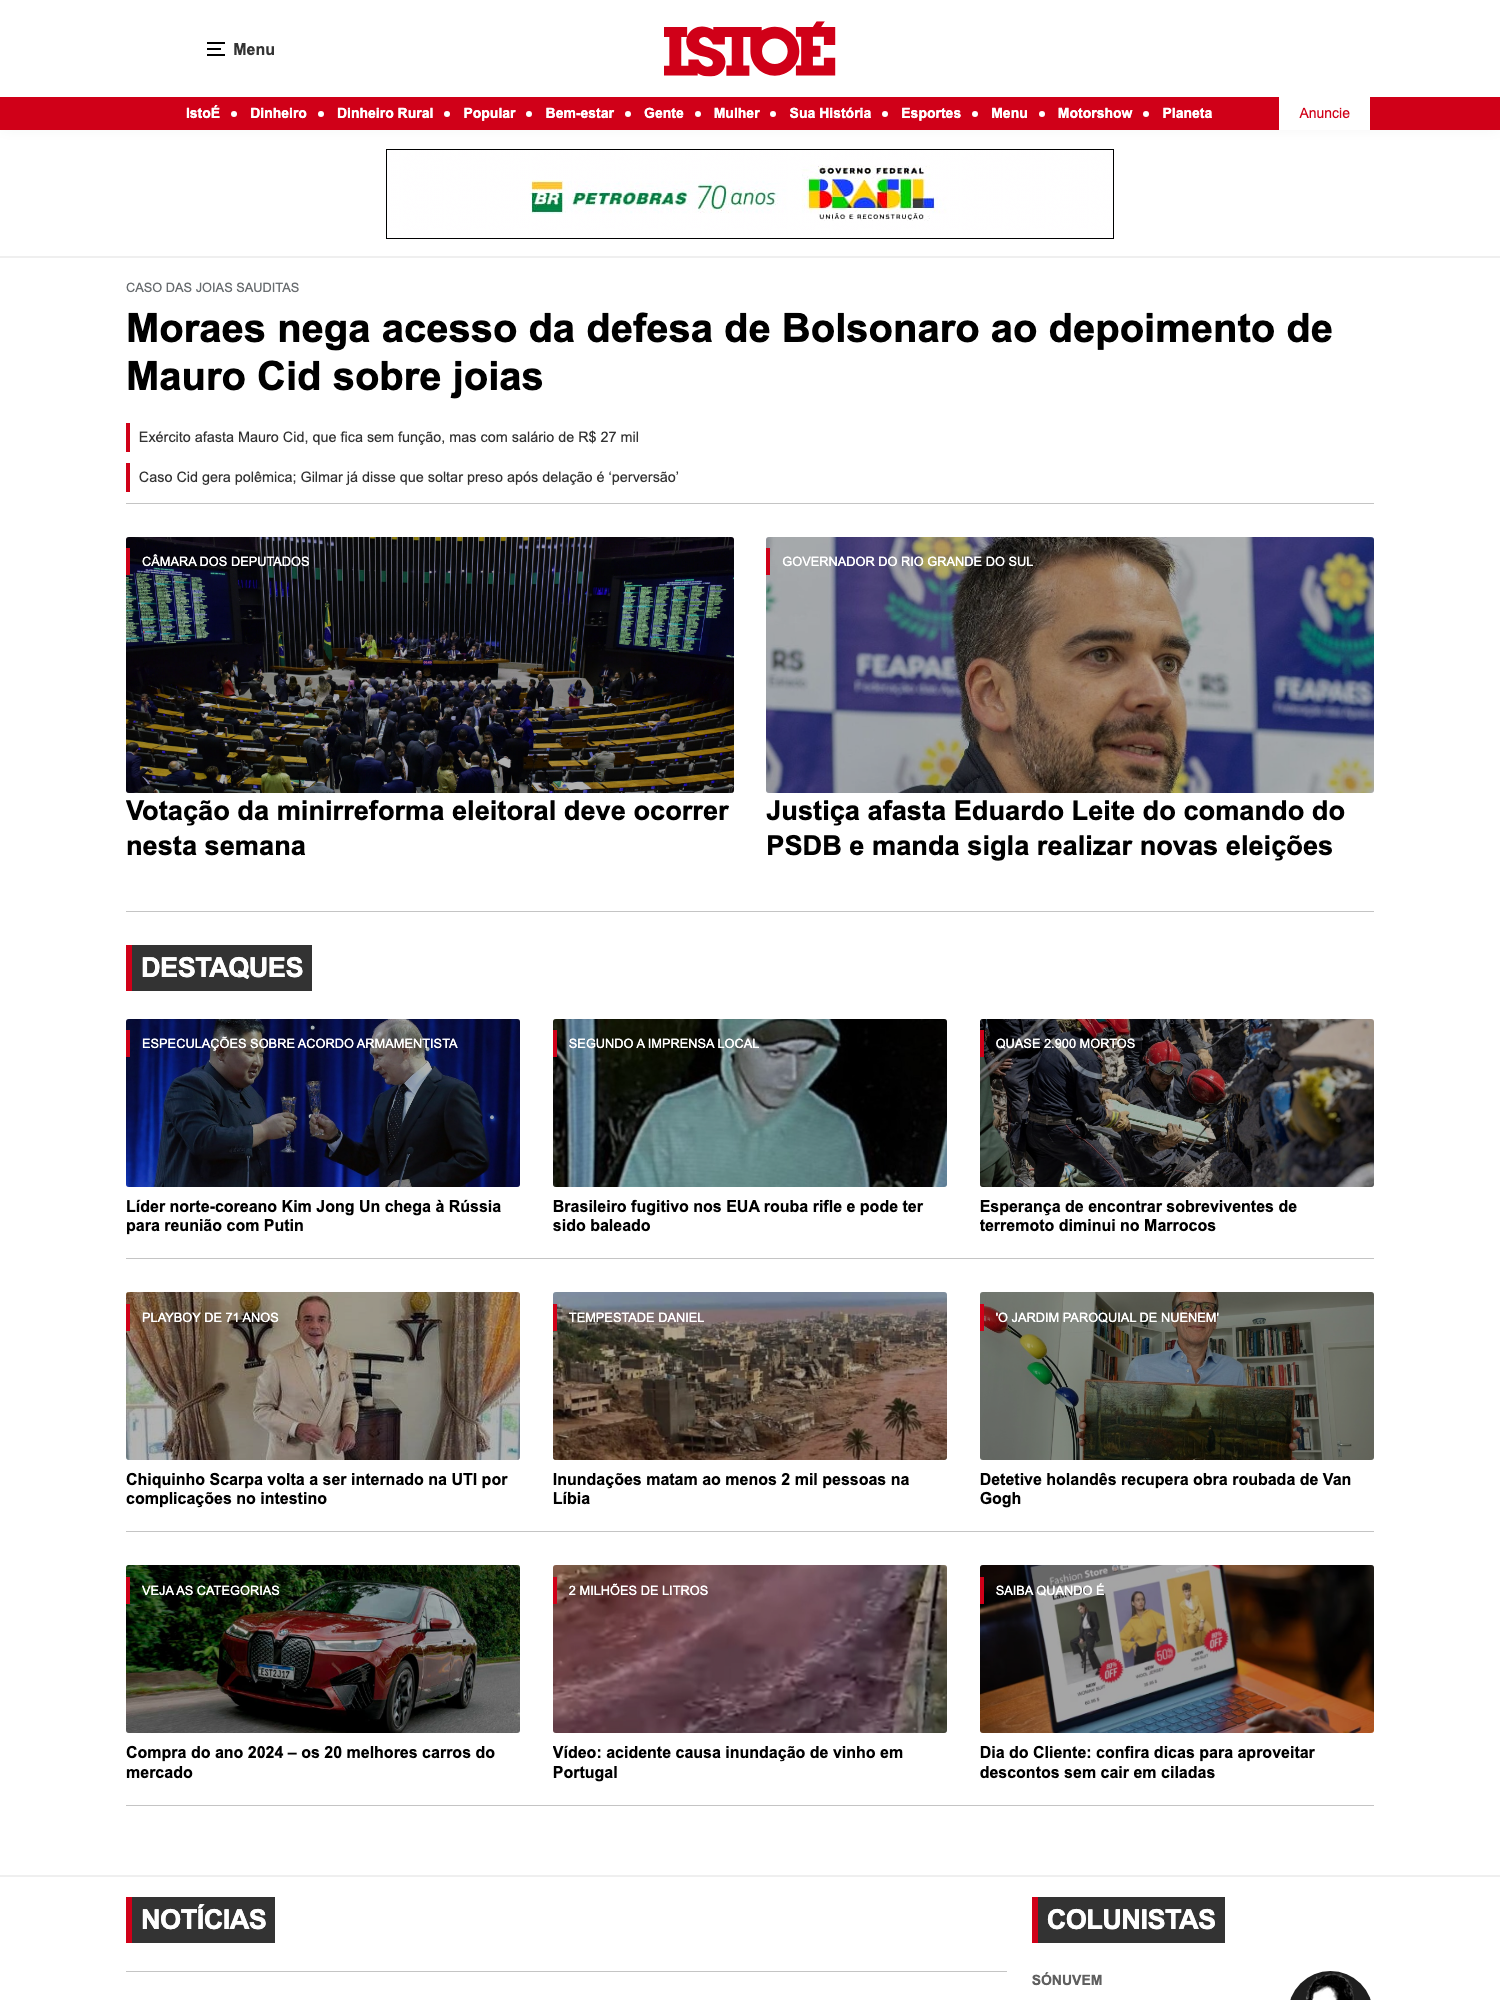 Menu
ISTOÉ
IstoÉ • Dinheiro • Dinheiro Rural • Popular • Bem-estar • Gente • Mulher • Sua História • Esportes • Menu • Motorshow • Planeta
Anuncie
BR PETROBRAS 70 anos
GOVERNO FEDERAL
BRASIL
UNIÃO E RECONSTRUÇÃO
CASO DAS JOIAS SAUDITAS
Moraes nega acesso da defesa de Bolsonaro ao depoimento de
Mauro Cid sobre joias
Exército afasta Mauro Cid, que fica sem função, mas com salário de R$ 27 mil
Caso Cid gera polêmica; Gilmar já disse que soltar preso após delação é ‘perversão’
CÂMARA DOS DEPUTADOS
Votação da minirreforma eleitoral deve ocorrer
nesta semana
GOVERNADOR DO RIO GRANDE DO SUL
RS
FEAPAES
RS
FEAPAES
Justiça afasta Eduardo Leite do comando do
PSDB e manda sigla realizar novas eleições
DESTAQUES
ESPECULAÇÕES SOBRE ACORDO ARMAMENTISTA
Líder norte-coreano Kim Jong Un chega à Rússia
para reunião com Putin
SEGUNDO A IMPRENSA LOCAL
Brasileiro fugitivo nos EUA rouba rifle e pode ter
sido baleado
QUASE 2.900 MORTOS
Esperança de encontrar sobreviventes de
terremoto diminui no Marrocos
PLAYBOY DE 71 ANOS
Chiquinho Scarpa volta a ser internado na UTI por
complicações no intestino
TEMPESTADE DANIEL
Inundações matam ao menos 2 mil pessoas na
Líbia
'O JARDIM PAROQUIAL DE NUENEM'
Detetive holandês recupera obra roubada de Van
Gogh
VEJA AS CATEGORIAS
EST2J17
Compra do ano 2024 – os 20 melhores carros do
mercado
2 MILHÕES DE LITROS
Vídeo: acidente causa inundação de vinho em
Portugal
SAIBA QUANDO É
Fashion Store
50%
OFF
Dia do Cliente: confira dicas para aproveitar
descontos sem cair em ciladas
NOTÍCIAS
COLUNISTAS
SÓNUVEM